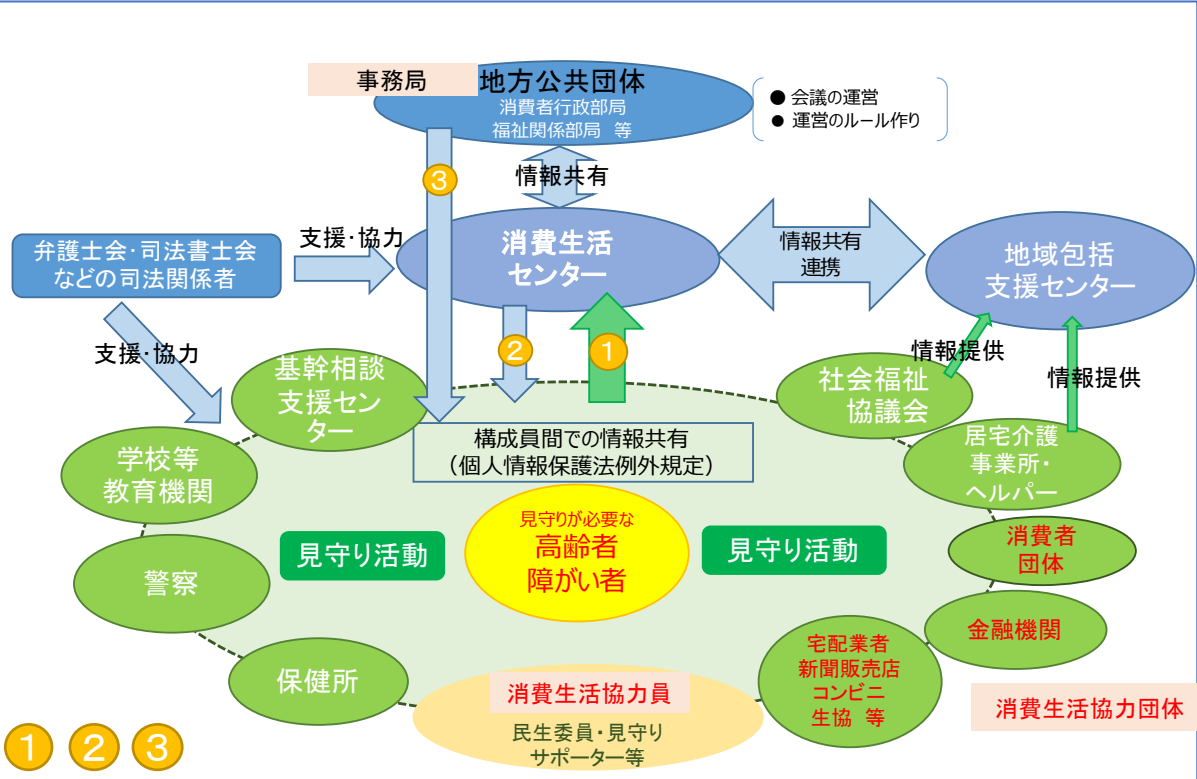 事務局
地方公共団体
消費者行政部局
福祉関係部局 等
● 会議の運営
● 運営のルール作り
③
情報共有
弁護士会・司法書士会
などの司法関係者
支援・協力
消費生活
センター
情報共有
連携
地域包括
支援センター
支援・協力
②
①
情報提供
情報提供
基幹相談
支援セン
ター
社会福祉
協議会
構成員間での情報共有
（個人情報保護法例外規定）
居宅介護
事業所・
ヘルパー
学校等
教育機関
見守り活動
見守りが必要な
高齢者
障がい者
見守り活動
消費者
団体
警察
金融機関
宅配業者
新聞販売店
コンビニ
生協 等
保健所
消費生活協力員
民生委員・見守り
サポーター等
消費生活協力団体
① ② ③